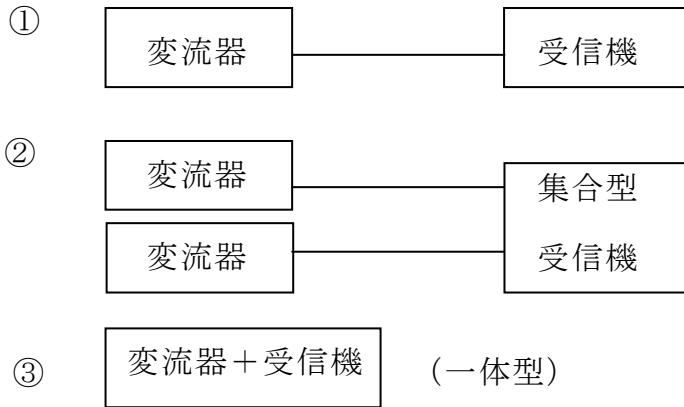 ①
変流器 受信機
②
変流器 集合型
変流器 受信機
③
変流器＋受信機 （一体型）